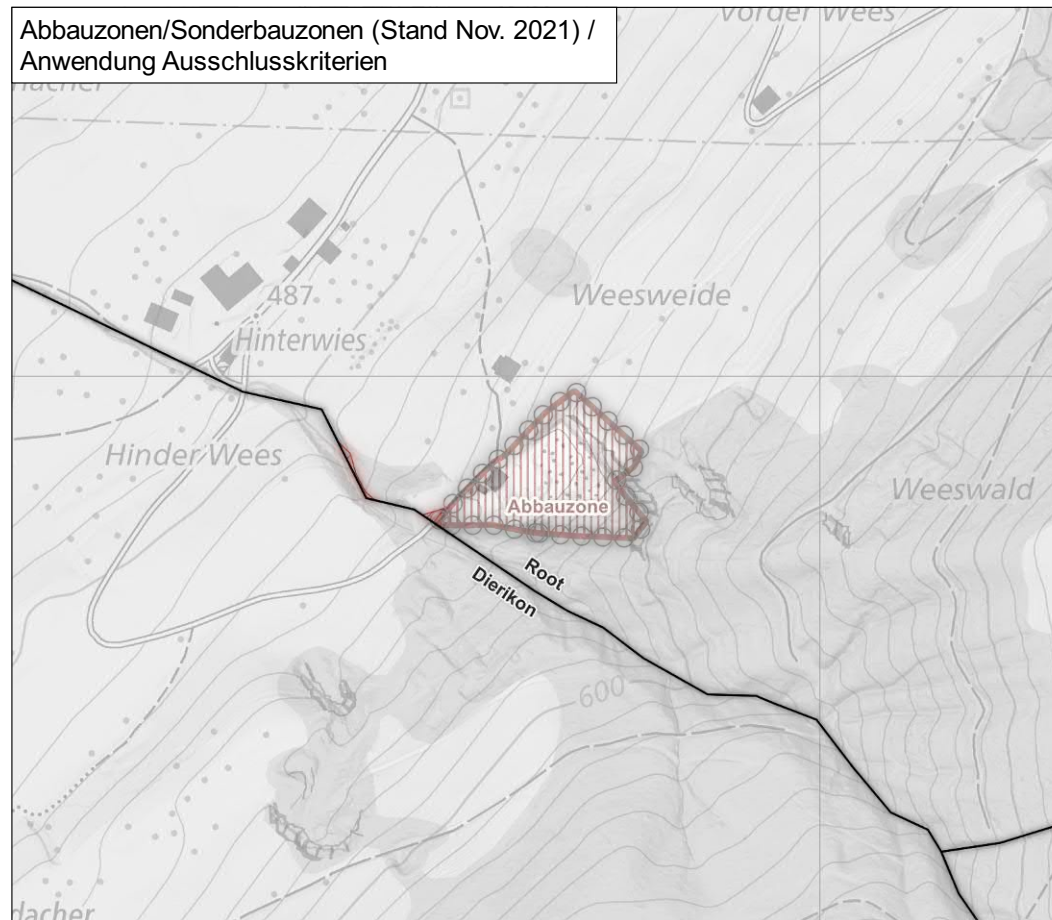 Abbauzonen/Sonderbauzonen (Stand Nov. 2021) /
Anwendung Ausschlusskriterien
Vorder Wees
Weesweide
487
Hinterwies
Hinder Wees
Weeswald
Abbauzone
Root
Dierikon
600